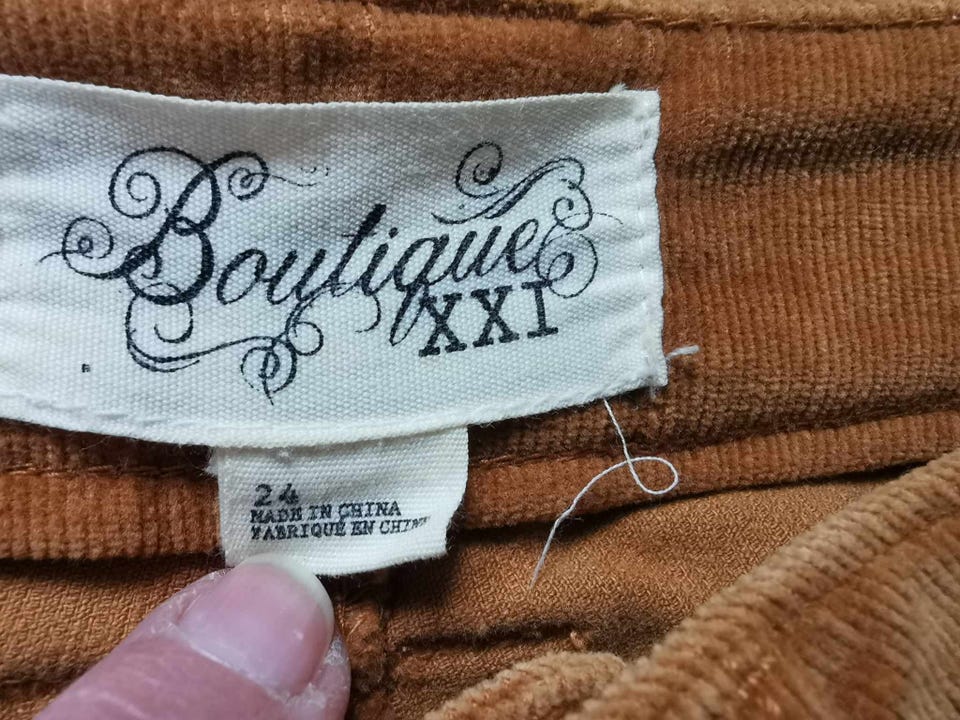 Boutique
XXI
24
MADE IN CHINA
FABRIQUÉ EN CHINE